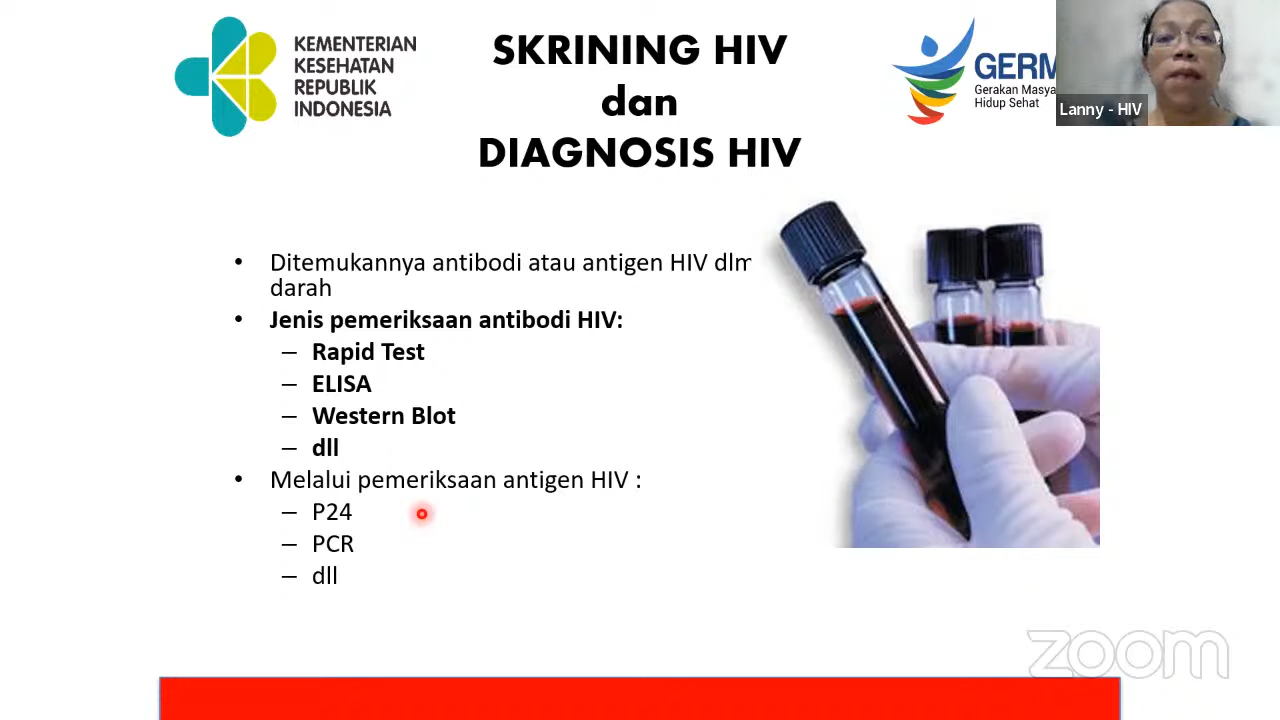 KEMENTERIAN
KESEHATAN
REPUBLIK
INDONESIA
SKRINING HIV
dan
DIAGNOSIS HIV
GERM
Gerakan Masya
Hidup Sehat
Lanny - HIV
• Ditemukannya antibodi atau antigen HIV dlm
darah
• Jenis pemeriksaan antibodi HIV:
– Rapid Test
– ELISA
– Western Blot
– dll
• Melalui pemeriksaan antigen HIV :
– P24
– PCR
– dll
zoom